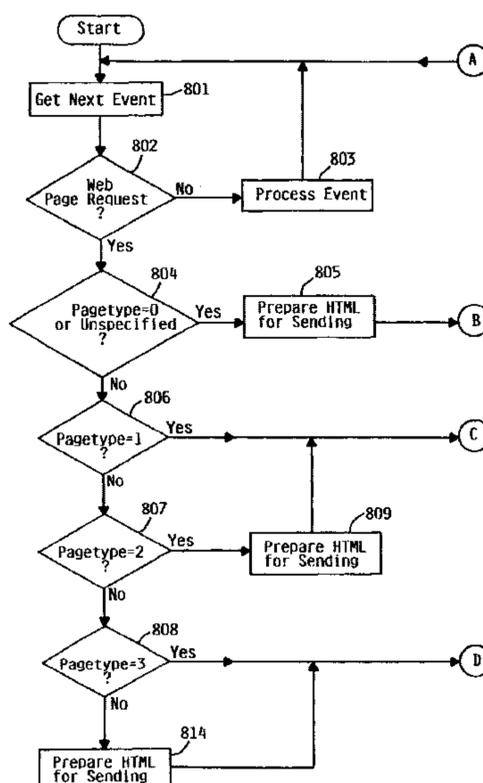 Start
A
801
Get Next Event
802
803
Web
Page Request
?
No
Process Event
Yes
804
805
Pagetype=0
or Unspecified
?
Yes
Prepare HTML
for Sending
B
No
806
Pagetype=1
?
Yes
C
No
807
809
Pagetype=2
?
Yes
Prepare HTML
for Sending
No
808
Pagetype=3
?
Yes
D
No
814
Prepare HTML
for Sending